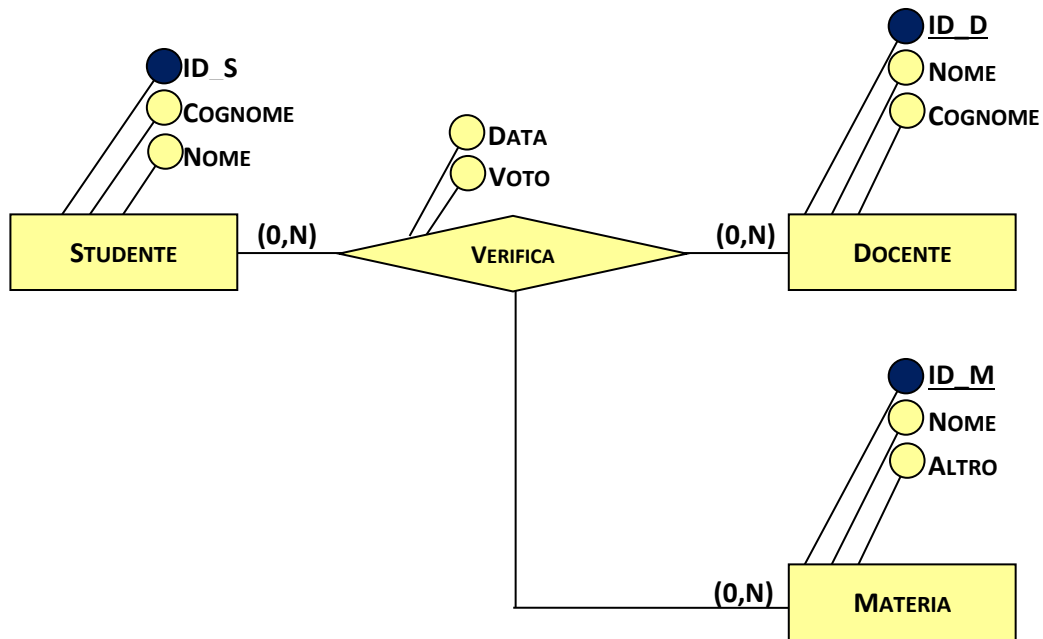 ID_S
COGNOME
NOME
STUDENTE
(0,N)
DATA
VOTO
VERIFICA
(0,N)
ID_D
NOME
COGNOME
DOCENTE
ID_M
NOME
ALTRO
(0,N)
MATERIA